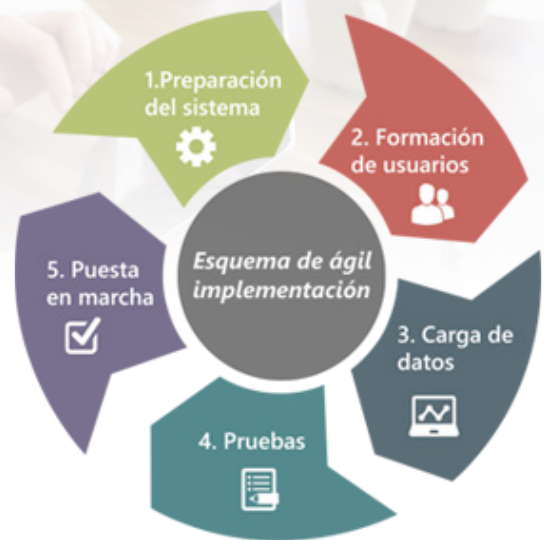 1.Preparación
del sistema
2. Formación
de usuarios
3. Carga de
datos
4. Pruebas
5. Puesta
en marcha
Esquema de ágil
implementación